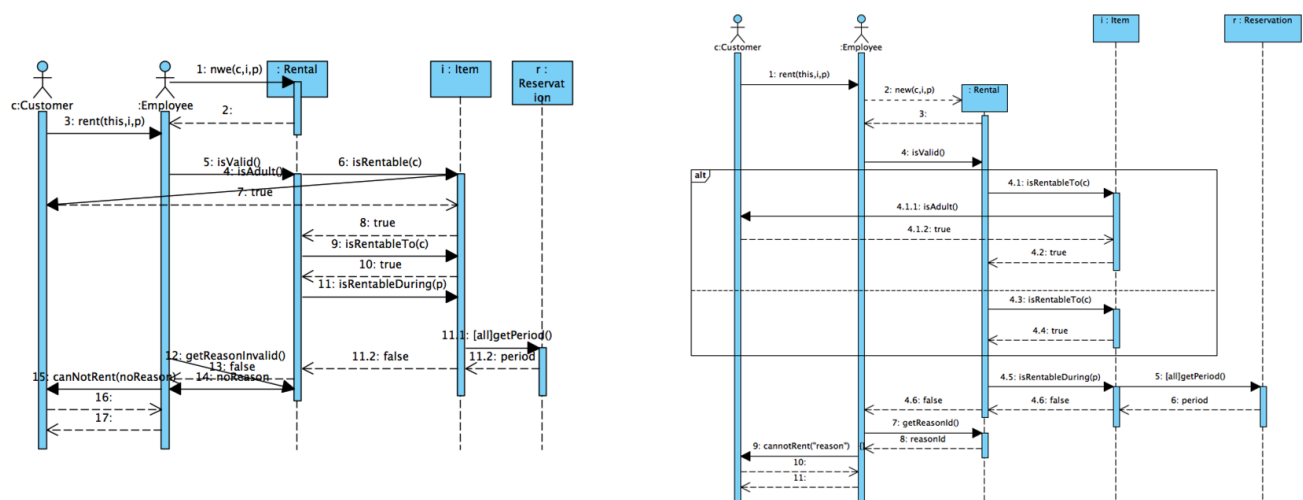 : Rental
i : Item
r :
Reservat
ion
c:Customer
:Employee
1: nwe(c,i,p)
2:
3: rent(this,i,p)
5: isValid()
4: isAdult()
6: isRentable(c)
7: true
8: true
9: isRentableTo(c)
10: true
11: isRentableDuring(p)
11.1: [all]getPeriod()
12: getReasonInvalid()
11.2: false
11.2: period
13: false
15: canNotRent(noReason)
14: noReason
16:
17:
i : Item
r : Reservation
c:Customer
:Employee
1: rent(this,i,p)
2: new(c,i,p)
: Rental
3:
4: isValid()
alt
4.1: isRentableTo(c)
4.1.1: isAdult()
4.1.2: true
4.2: true
4.3: isRentableTo(c)
4.4: true
4.5: isRentableDuring(p)
5: [all]getPeriod()
4.6: false
4.6: false
6: period
7: getReasonId()
8: reasonId
9: cannotRent("reason")
10:
11: